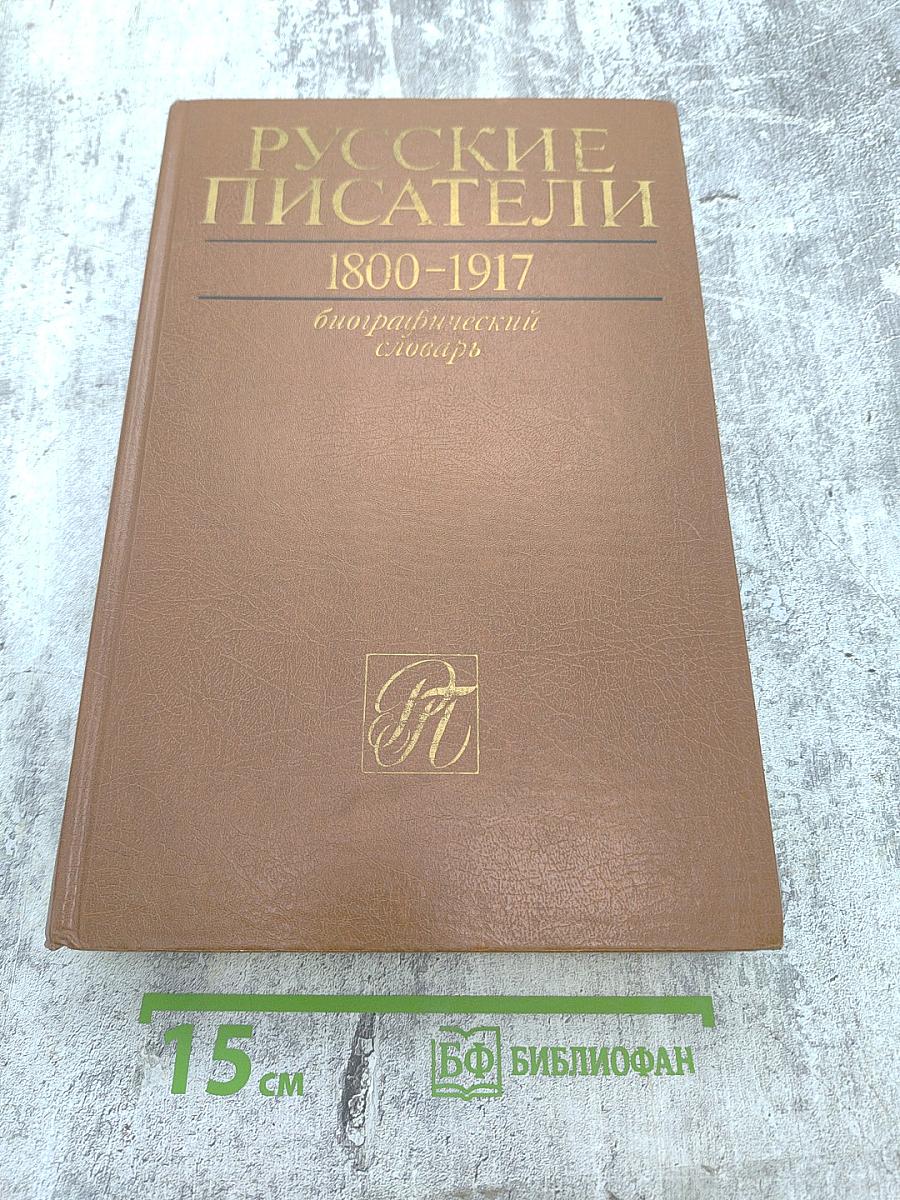 РУССКИЕ
ПИСАТЕЛИ
1800–1917
биографический
словарь
РП
15 см
БФ БИБЛИОФАН